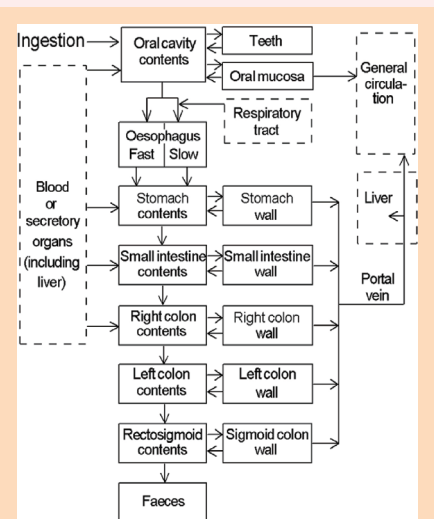 Ingestion
Oral cavity
contents
Teeth
Oral mucosa
General
circula-
tion
Respiratory
tract
Oesophagus
Fast Slow
Blood
or
secretory
organs
(including
liver)
Stomach
contents
Stomach
wall
Liver
Small intestine
contents
Small intestine
wall
Portal
vein
Right colon
contents
Right colon
wall
Left colon
contents
Left colon
wall
Rectosigmoid
contents
Sigmoid colon
wall
Faeces